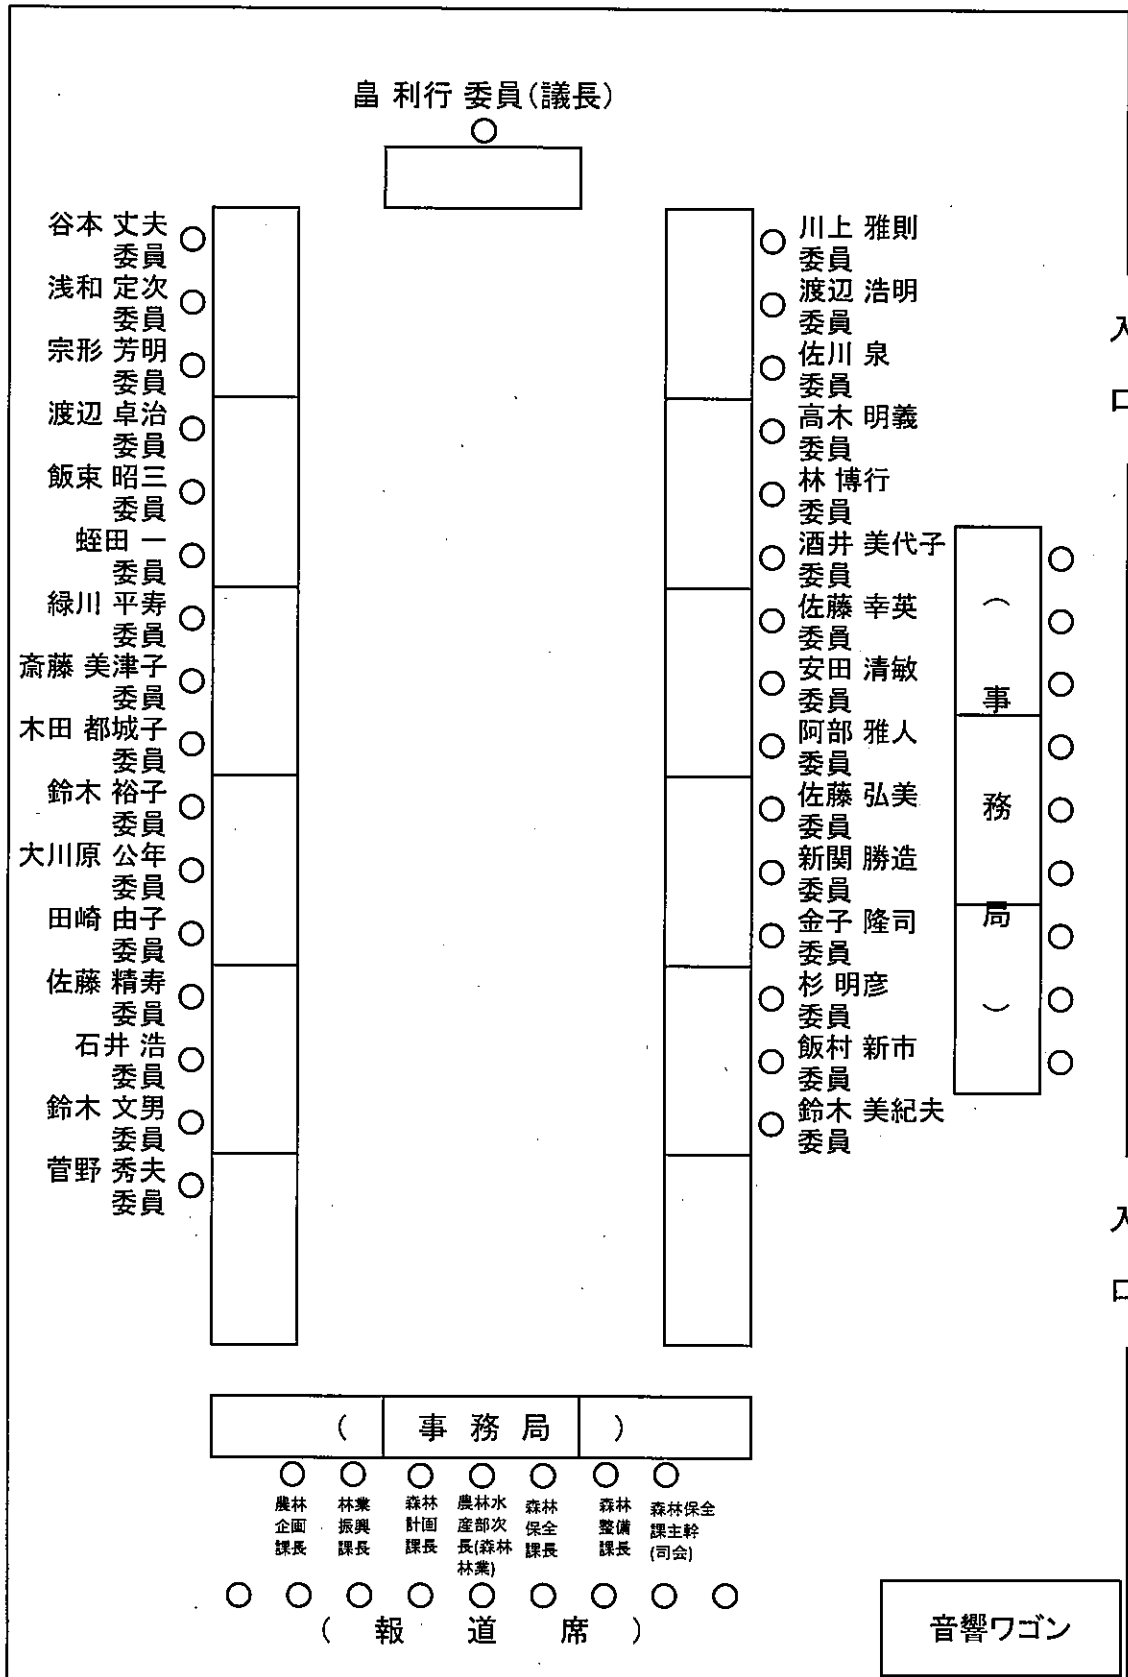 畠 利行 委員(議長)
谷本 丈夫
委員
浅和 定次
委員
宗形 芳明
委員
渡辺 卓治
委員
飯束 昭三
委員
蛭田 一
委員
緑川 平寿
委員
斎藤 美津子
委員
木田 都城子
委員
鈴木 裕子
委員
大川原 公年
委員
田崎 由子
委員
佐藤 精寿
委員
石井 浩
委員
鈴木 文男
委員
菅野 秀夫
委員
川上 雅則
委員
渡辺 浩明
委員
佐川 泉
委員
高木 明義
委員
林 博行
委員
酒井 美代子
委員
佐藤 幸英
委員
安田 清敏
委員
阿部 雅人
委員
佐藤 弘美
委員
新関 勝造
委員
金子 隆司
委員
杉 明彦
委員
飯村 新市
委員
鈴木 美紀夫
委員
(事務局)
入口
入口
( 事 務 局 )
農林
企画
課長
林業
振興
課長
森林
計画
課長
農林水
産部次
長(森林
林業)
森林
保全
課長
森林
整備
課長
森林保全
課主幹
(司会)
( 報 道 席 )
音響ワゴン